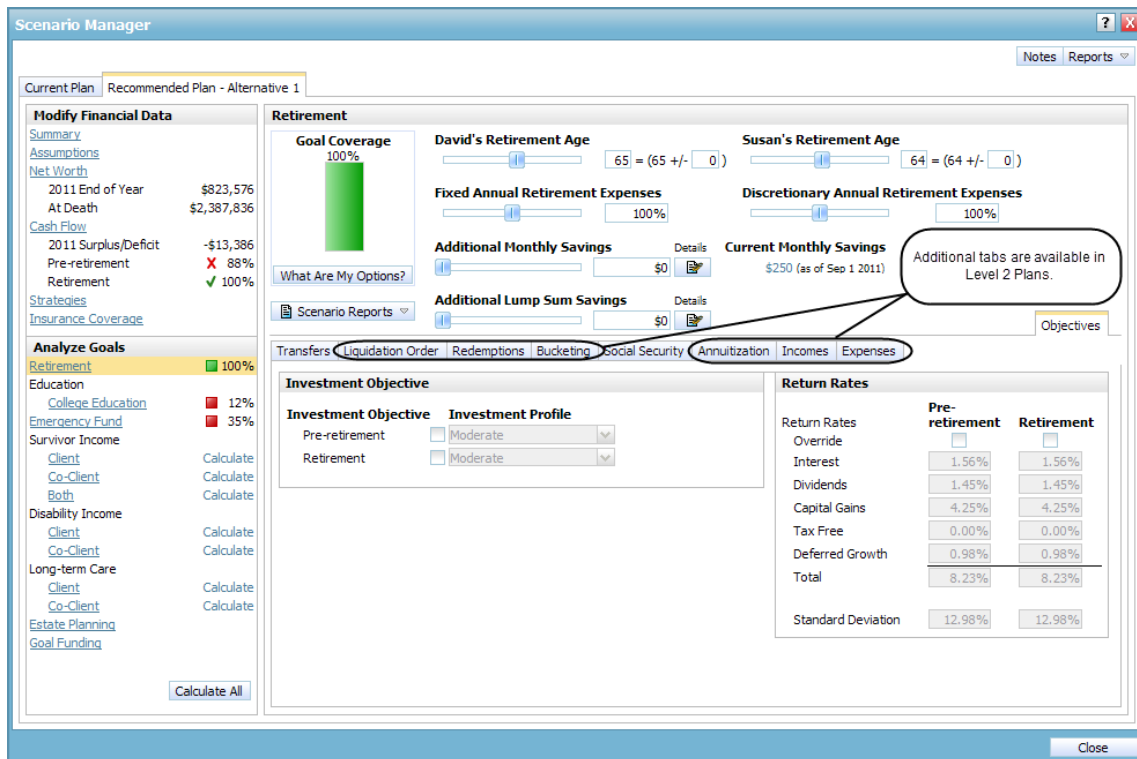 Scenario Manager
?
X
Notes
Reports
Current Plan
Recommended Plan - Alternative 1
Modify Financial Data
Summary
Assumptions
Net Worth
2011 End of Year $823,576
At Death $2,387,836
Cash Flow
2011 Surplus/Deficit -$13,386
Pre-retirement 88%
Retirement 100%
Strategies
Insurance Coverage
Analyze Goals
Retirement 100%
Education
College Education 12%
Emergency Fund 35%
Survivor Income
Client Calculate
Co-Client Calculate
Both Calculate
Disability Income
Client Calculate
Co-Client Calculate
Long-term Care
Client Calculate
Co-Client Calculate
Estate Planning
Goal Funding
Calculate All
Retirement
Goal Coverage
100%
What Are My Options?
Scenario Reports
David's Retirement Age
65 = (65 +/- 0 )
Susan's Retirement Age
64 = (64 +/- 0 )
Fixed Annual Retirement Expenses
100%
Discretionary Annual Retirement Expenses
100%
Additional Monthly Savings Details
$0
Current Monthly Savings
$250 (as of Sep 1 2011)
Additional Lump Sum Savings Details
$0
Additional tabs are available in
Level 2 Plans.
Objectives
Transfers Liquidation Order Redemptions Bucketing Social Security Annuitization Incomes Expenses
Investment Objective
Investment Objective Investment Profile
Pre-retirement Moderate
Retirement Moderate
Return Rates
Return Rates Pre-retirement Retirement
Override
Interest 1.56% 1.56%
Dividends 1.45% 1.45%
Capital Gains 4.25% 4.25%
Tax Free 0.00% 0.00%
Deferred Growth 0.98% 0.98%
Total 8.23% 8.23%
Standard Deviation 12.98% 12.98%
Close